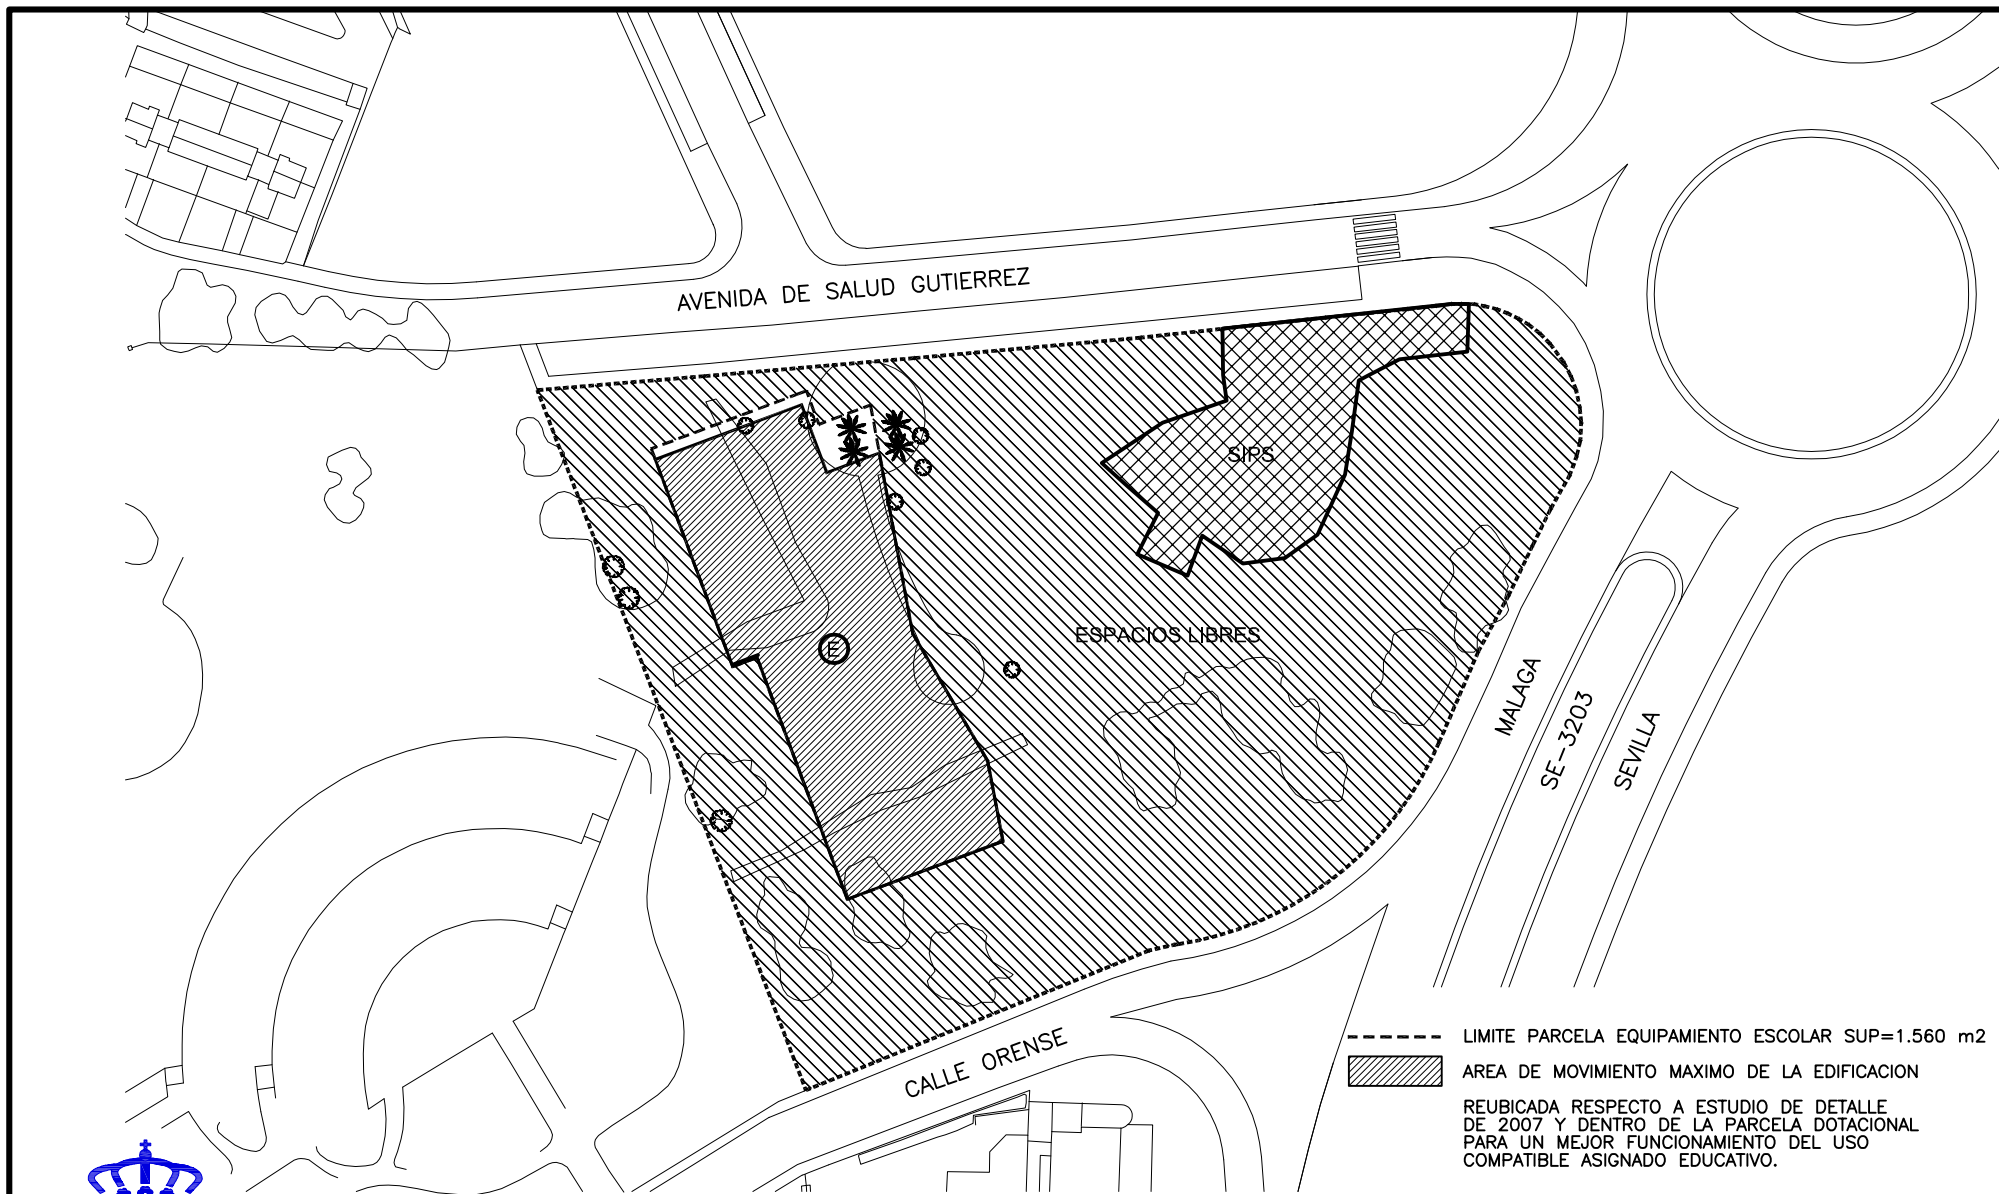 AVENIDA DE SALUD GUTIERREZ
SIPS
E
ESPACIOS LIBRES
MALAGA
SE-3203
SEVILLA
CALLE ORENSE
LIMITE PARCELA EQUIPAMIENTO ESCOLAR SUP=1.560 m2
AREA DE MOVIMIENTO MAXIMO DE LA EDIFICACION
REUBICADA RESPECTO A ESTUDIO DE DETALLE
DE 2007 Y DENTRO DE LA PARCELA DOTACIONAL
PARA UN MEJOR FUNCIONAMIENTO DEL USO
COMPATIBLE ASIGNADO EDUCATIVO.